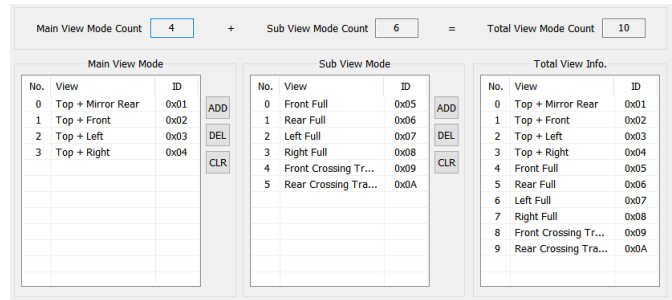 Main View Mode Count 4 + Sub View Mode Count 6 = Total View Mode Count 10
Main View Mode
No. View ID
0 Top + Mirror Rear 0x01
1 Top + Front 0x02
2 Top + Left 0x03
3 Top + Right 0x04
ADD
DEL
CLR
Sub View Mode
No. View ID
0 Front Full 0x05
1 Rear Full 0x06
2 Left Full 0x07
3 Right Full 0x08
4 Front Crossing Tr... 0x09
5 Rear Crossing Tra... 0x0A
ADD
DEL
CLR
Total View Info.
No. View ID
0 Top + Mirror Rear 0x01
1 Top + Front 0x02
2 Top + Left 0x03
3 Top + Right 0x04
4 Front Full 0x05
5 Rear Full 0x06
6 Left Full 0x07
7 Right Full 0x08
8 Front Crossing Tr... 0x09
9 Rear Crossing Tra... 0x0A